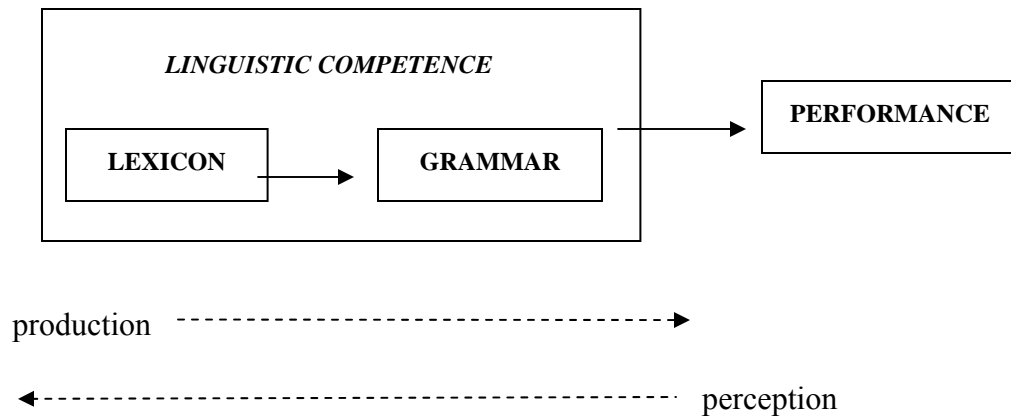 LINGUISTIC COMPETENCE
PERFORMANCE
LEXICON
GRAMMAR
production
perception